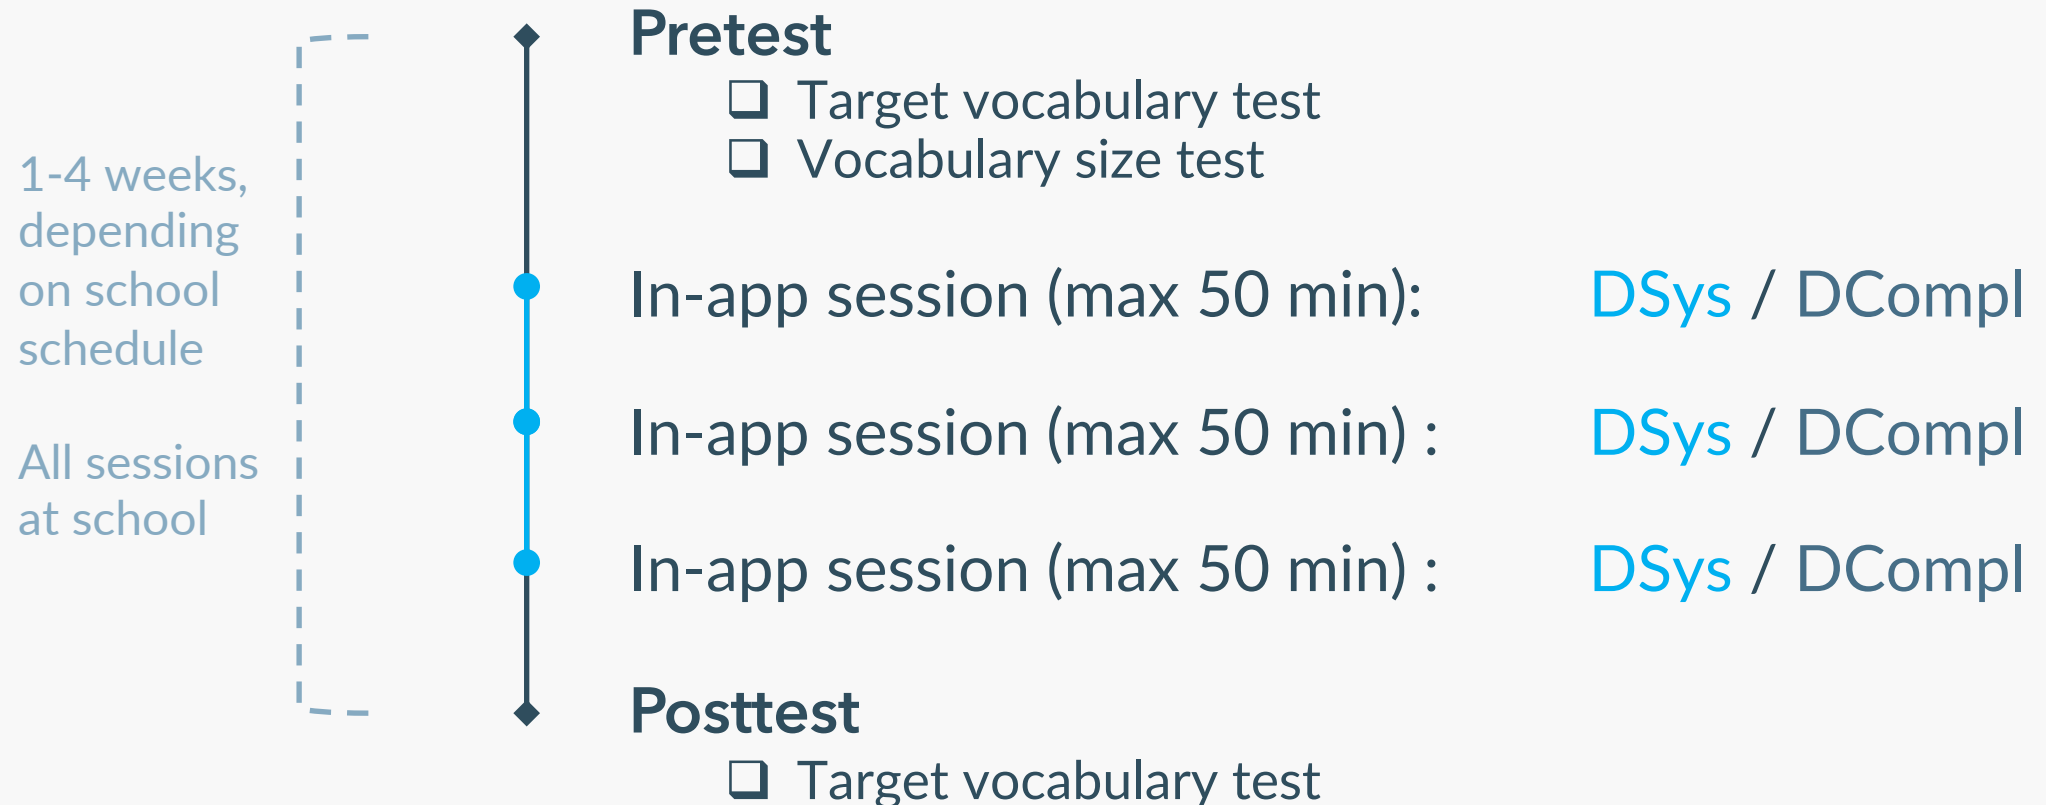 Pretest
❑ Target vocabulary test
❑ Vocabulary size test
1-4 weeks,
depending
on school
schedule
All sessions
at school
In-app session (max 50 min): DSys / DCompl
In-app session (max 50 min) : DSys / DCompl
In-app session (max 50 min) : DSys / DCompl
Posttest
❑ Target vocabulary test